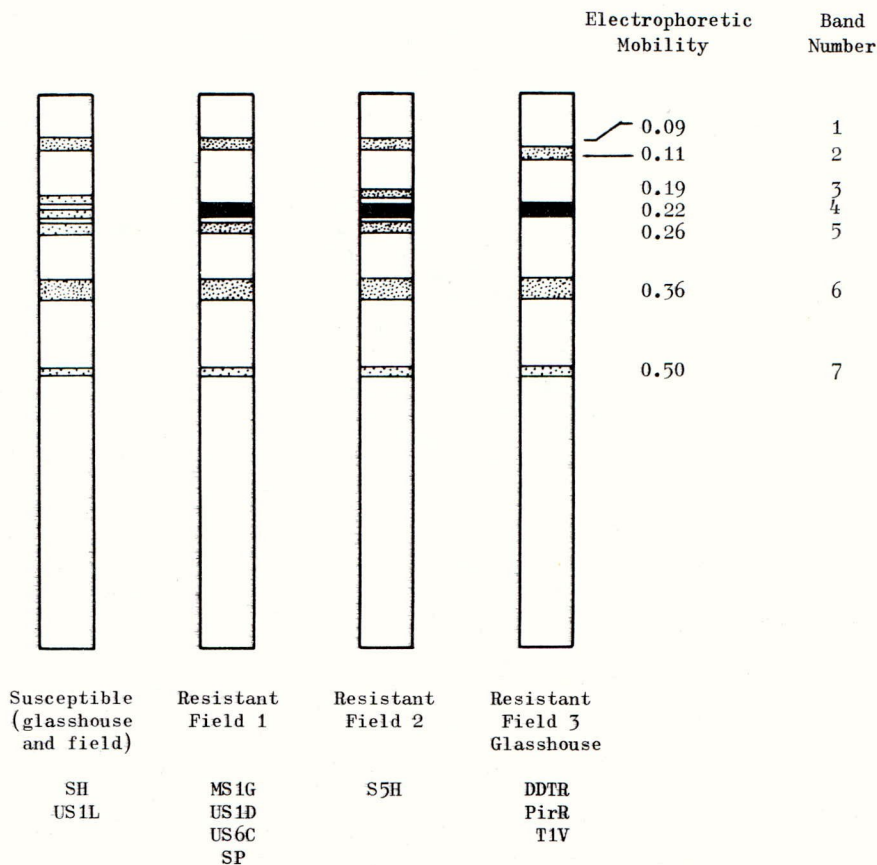 Electrophoretic Mobility
Band Number
0.09 1
0.11 2
0.19 3
0.22 4
0.26 5
0.36 6
0.50 7
Susceptible (glasshouse and field)
Resistant Field 1
Resistant Field 2
Resistant Field 3 Glasshouse
SH
US1L
MS1G
US1D
US6C
SP
S5H
DDTR
PirR
T1V